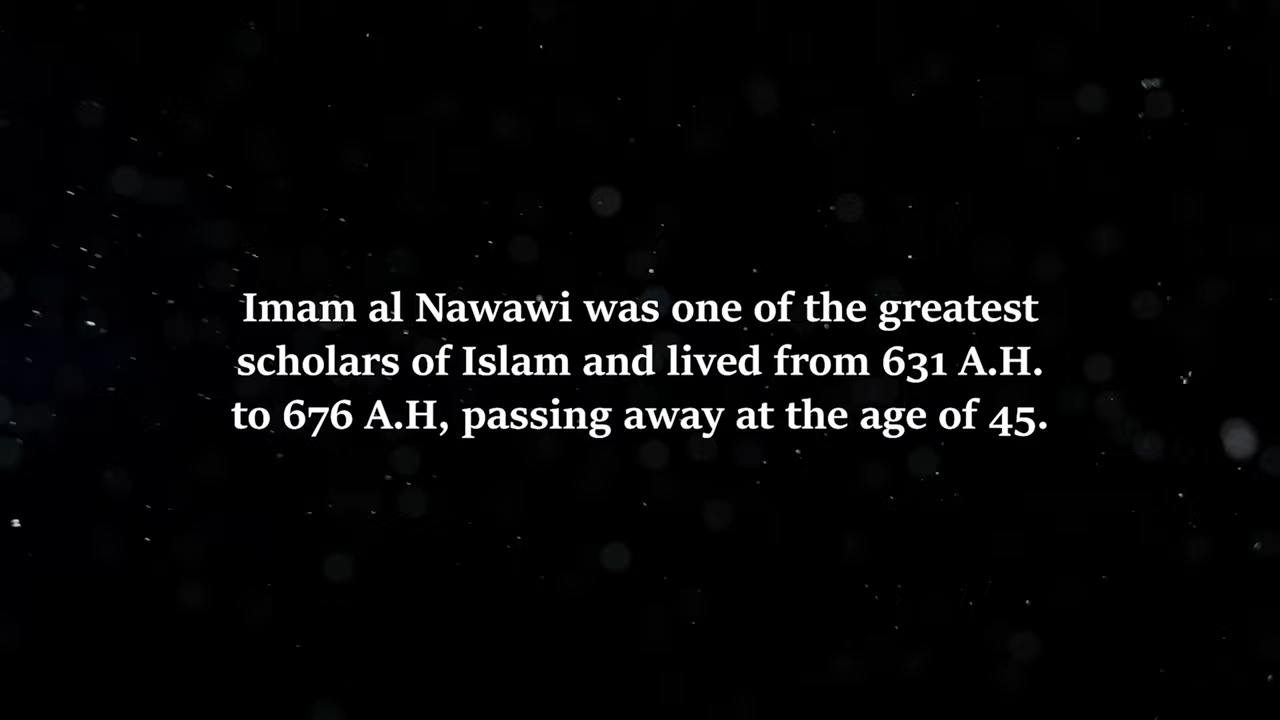 Imam al Nawawi was one of the greatest
scholars of Islam and lived from 631 A.H.
to 676 A.H, passing away at the age of 45.